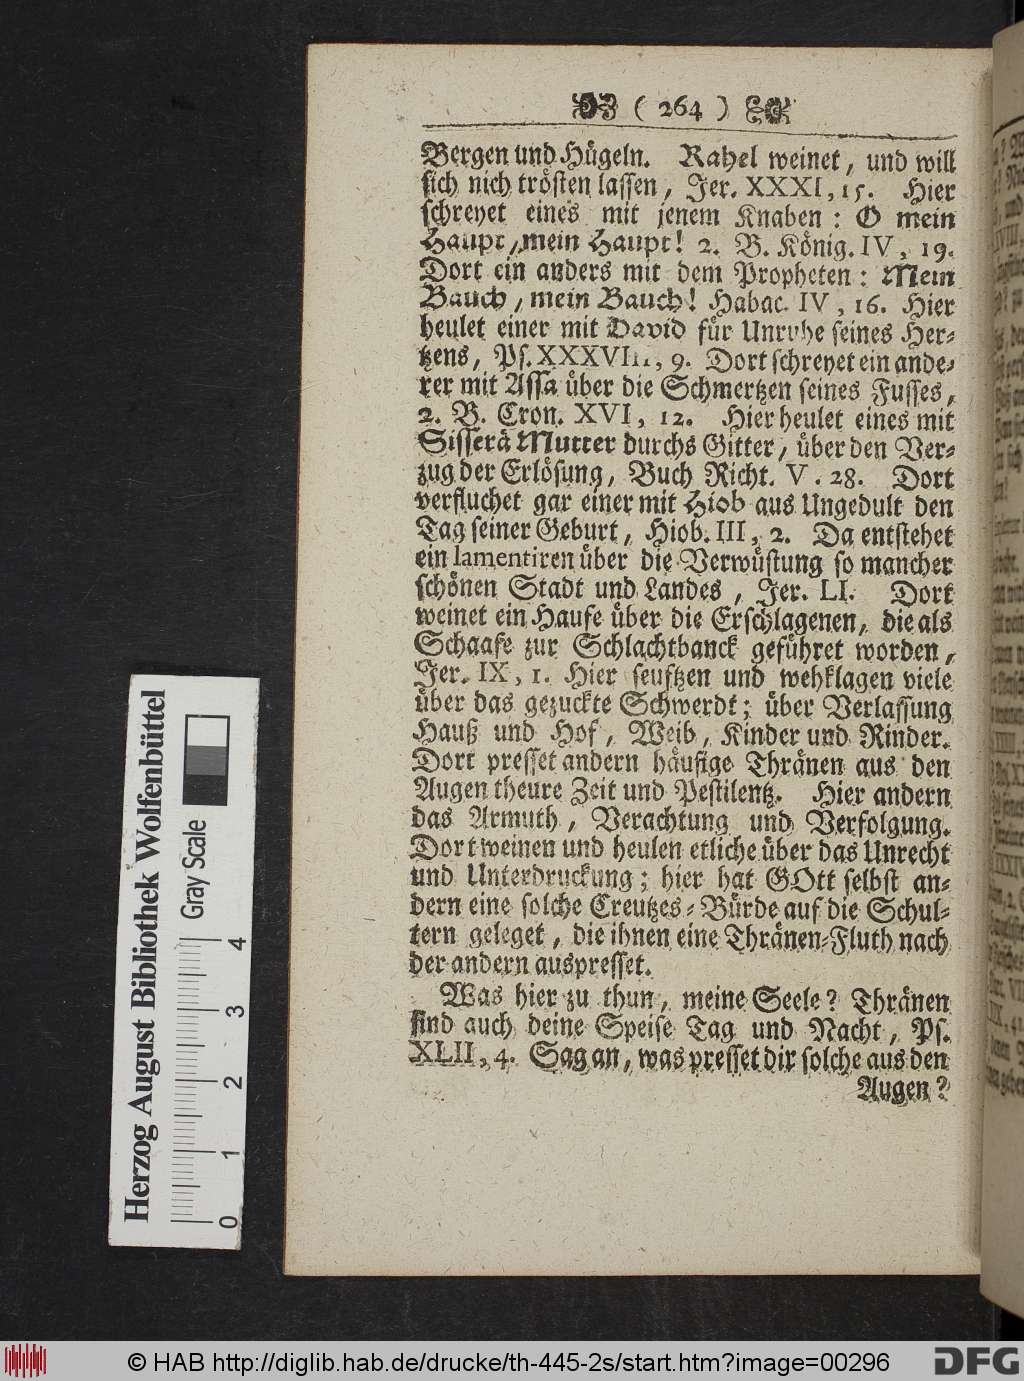 ( 264 )
Bergen und Hügeln. Rahel weinet, und will
sich nich trösten lassen, Jer. XXXI, 15. Hier
schreyet eines mit jenem Knaben: O mein
Haupt, mein Haupt! 2. B. König. IV, 19.
Dort ein anders mit dem Propheten: Mein
Bauch, mein Bauch! Habac. IV, 16. Hier
heulet einer mit David für Unruhe seines Her-
tzens, Ps. XXXVIII, 9. Dort schreyet ein ande-
rer mit Assa über die Schmertzen seines Fusses,
2. B. Cron. XVI, 12. Hier heulet eines mit
Sisserä Mutter durchs Gitter, über den Ver-
zug der Erlösung, Buch Richt. V. 28. Dort
verfluchet gar einer mit Hiob aus Ungedult den
Tag seiner Geburt, Hiob. III, 2. Da entstehet
ein lamentiren über die Verwüstung so mancher
schönen Stadt und Landes, Jer. LI. Dort
weinet ein Haufe über die Erschlagenen, die als
Schaafe zur Schlachtbanck geführet worden,
Jer. IX, 1. Hier seuftzen und wehklagen viele
über das gezuckte Schwerdt; über Verlassung
Hauß und Hof, Weib, Kinder und Rinder.
Dort presset andern häufige Thränen aus den
Augen theure Zeit und Pestilentz. Hier andern
das Armuth, Verachtung und Verfolgung.
Dort weinen und heulen etliche über das Unrecht
und Unterdruckung; hier hat GOtt selbst an-
dern eine solche Creutzes-Bürde auf die Schul-
tern geleget, die ihnen eine Thränen-Fluth nach
der andern auspresset.
Was hier zu thun, meine Seele? Thränen
sind auch deine Speise Tag und Nacht, Ps.
XLII, 4. Sag an, was presset dir solche aus den
Augen?
Herzog August Bibliothek Wolfenbüttel
Gray Scale
0 1 2 3 4
© HAB http://diglib.hab.de/drucke/th-445-2s/start.htm?image=00296
DFG